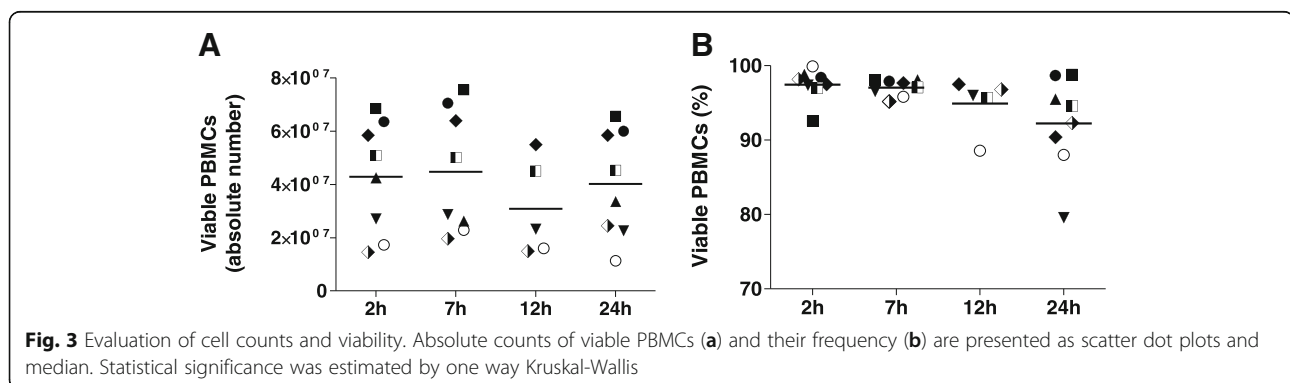 A
B
Viable PBMCs
(absolute number)
8×10⁰⁷
6×10⁰⁷
4×10⁰⁷
2×10⁰⁷
0
2h 7h 12h 24h
Viable PBMCs (%)
100
90
80
70
2h 7h 12h 24h
Fig. 3 Evaluation of cell counts and viability. Absolute counts of viable PBMCs (a) and their frequency (b) are presented as scatter dot plots and
median. Statistical significance was estimated by one way Kruskal-Wallis